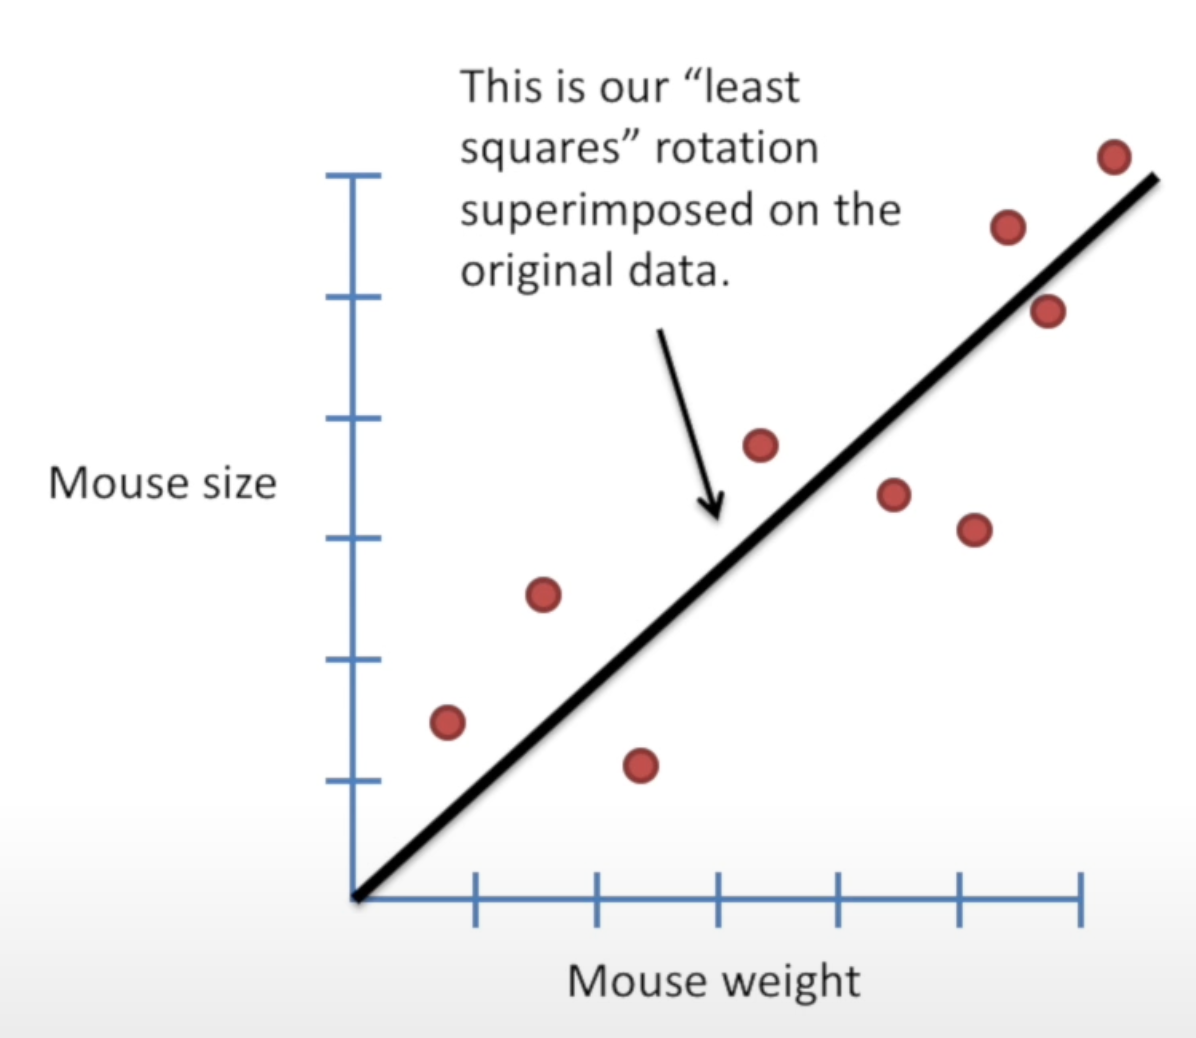 This is our “least
squares” rotation
superimposed on the
original data.
Mouse size
Mouse weight